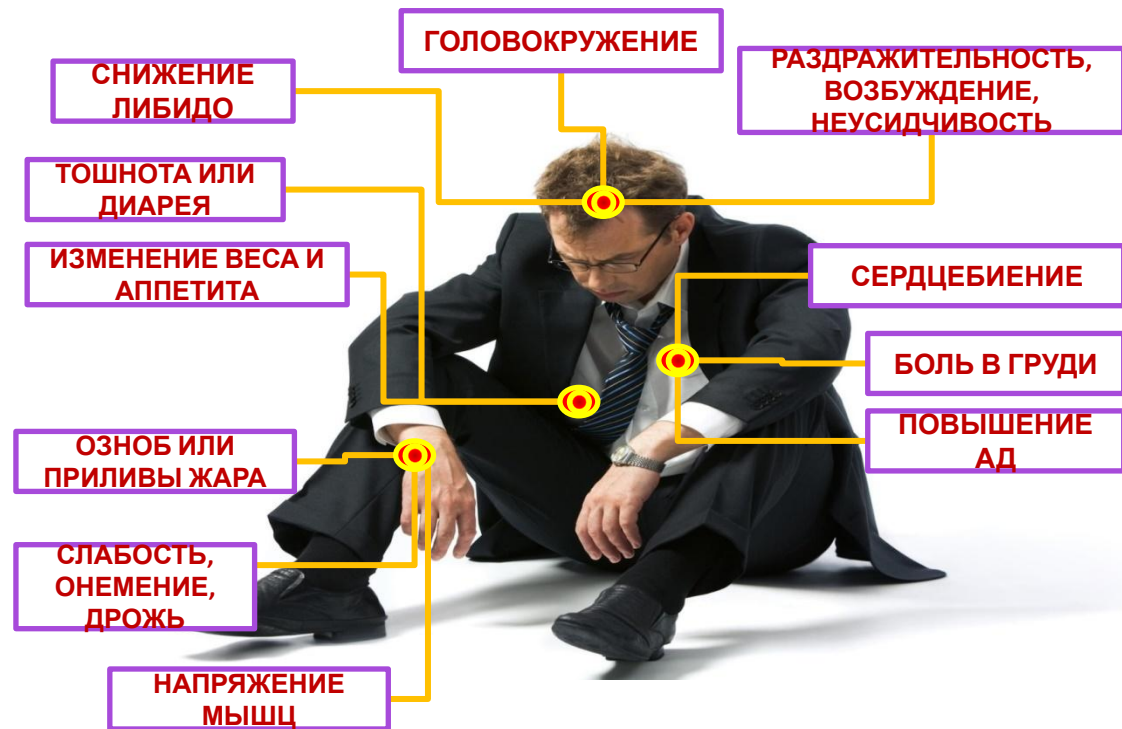 ГОЛОВОКРУЖЕНИЕ
СНИЖЕНИЕ
ЛИБИДО
РАЗДРАЖИТЕЛЬНОСТЬ,
ВОЗБУЖДЕНИЕ,
НЕУСИДЧИВОСТЬ
ТОШНОТА ИЛИ
ДИАРЕЯ
ИЗМЕНЕНИЕ ВЕСА И
АППЕТИТА
СЕРДЦЕБИЕНИЕ
БОЛЬ В ГРУДИ
ПОВЫШЕНИЕ
АД
ОЗНОБ ИЛИ
ПРИЛИВЫ ЖАРА
СЛАБОСТЬ,
ОНЕМЕНИЕ,
ДРОЖЬ
НАПРЯЖЕНИЕ
МЫШЦ